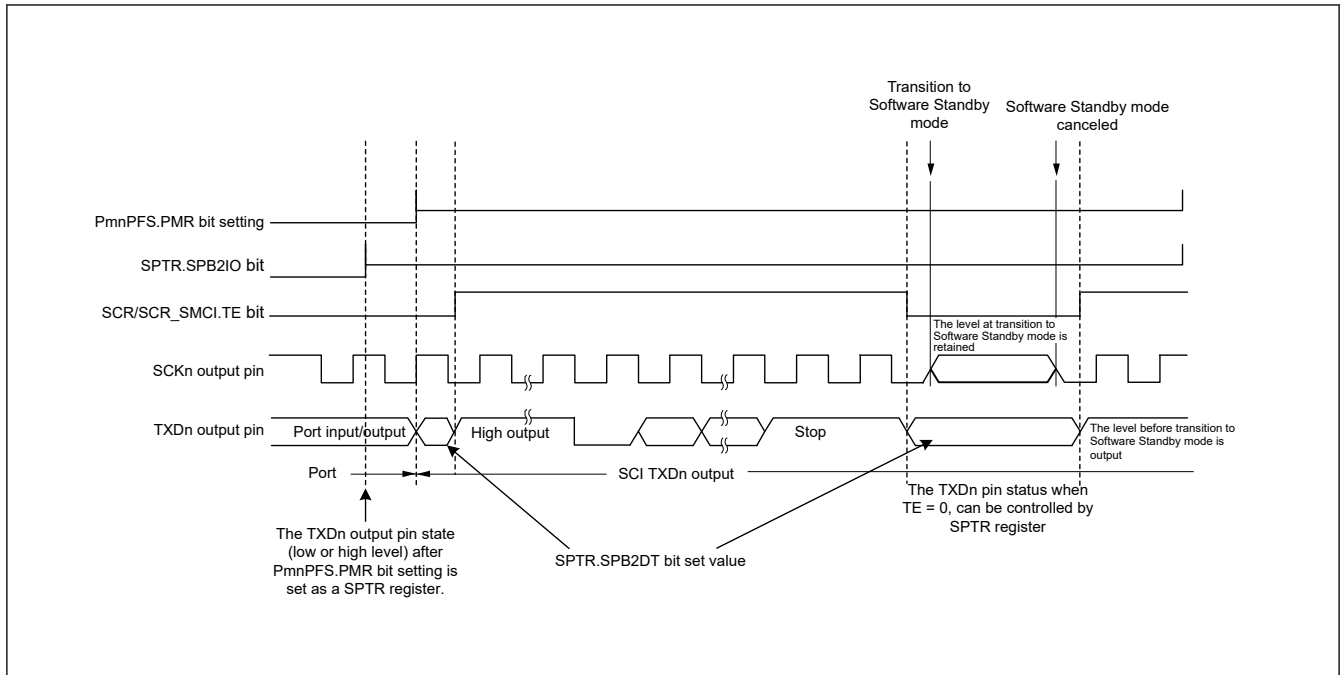 Transition to
Software Standby
mode
Software Standby mode
canceled
PmnPFS.PMR bit setting
SPTR.SPB2IO bit
SCR/SCR_SMCI.TE bit
The level at transition to
Software Standby mode is
retained
SCKn output pin
TXDn output pin
Port input/output
High output
Stop
The level before transition to
Software Standby mode is
output
Port
SCI TXDn output
The TXDn pin status when
TE = 0, can be controlled by
SPTR register
The TXDn output pin state
(low or high level) after
PmnPFS.PMR bit setting is
set as a SPTR register.
SPTR.SPB2DT bit set value